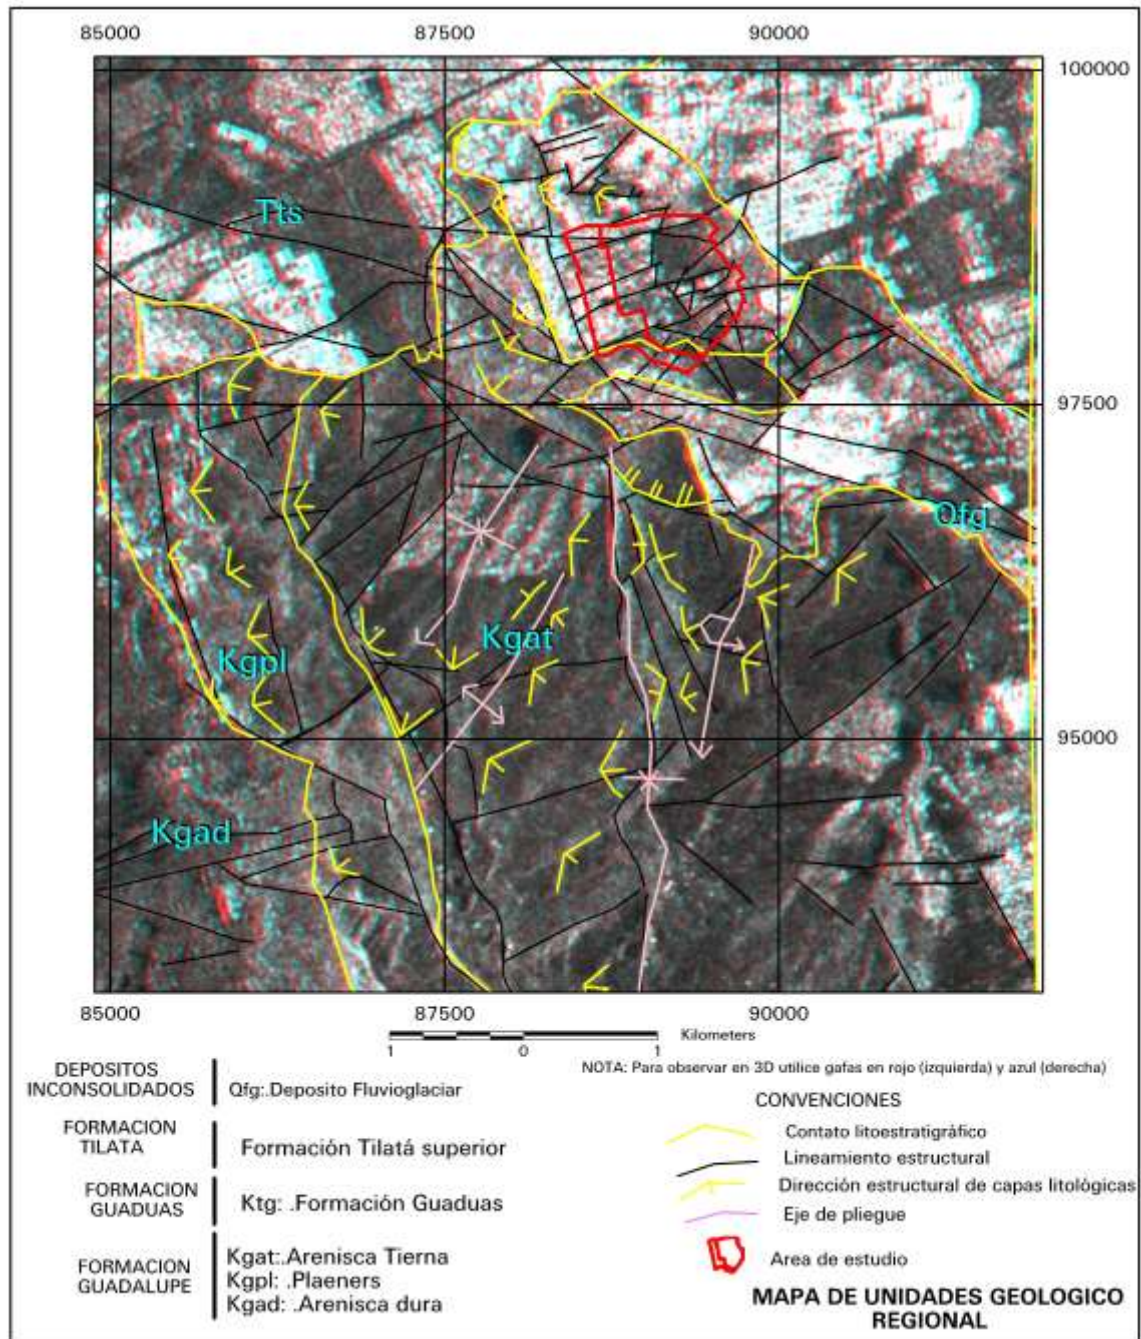 85000 87500 90000
100000
Tts
97500
Qfg
Kgat
Kgpl
95000
Kgad
85000 87500 90000
1 0 1 Kilometers
NOTA: Para observar en 3D utilice gafas en rojo (izquierda) y azul (derecha)
DEPOSITOS
INCONSOLIDADOS
Qfg:.Deposito Fluvioglaciar
FORMACION
TILATA
Formación Tilatá superior
FORMACION
GUADUAS
Ktg: .Formación Guaduas
FORMACION
GUADALUPE
Kgat:.Arenisca Tierna
Kgpl: .Plaeners
Kgad: .Arenisca dura
CONVENCIONES
Contato litoestratigráfico
Lineamiento estructural
Dirección estructural de capas litológicas
Eje de pliegue
Area de estudio
MAPA DE UNIDADES GEOLOGICO
REGIONAL